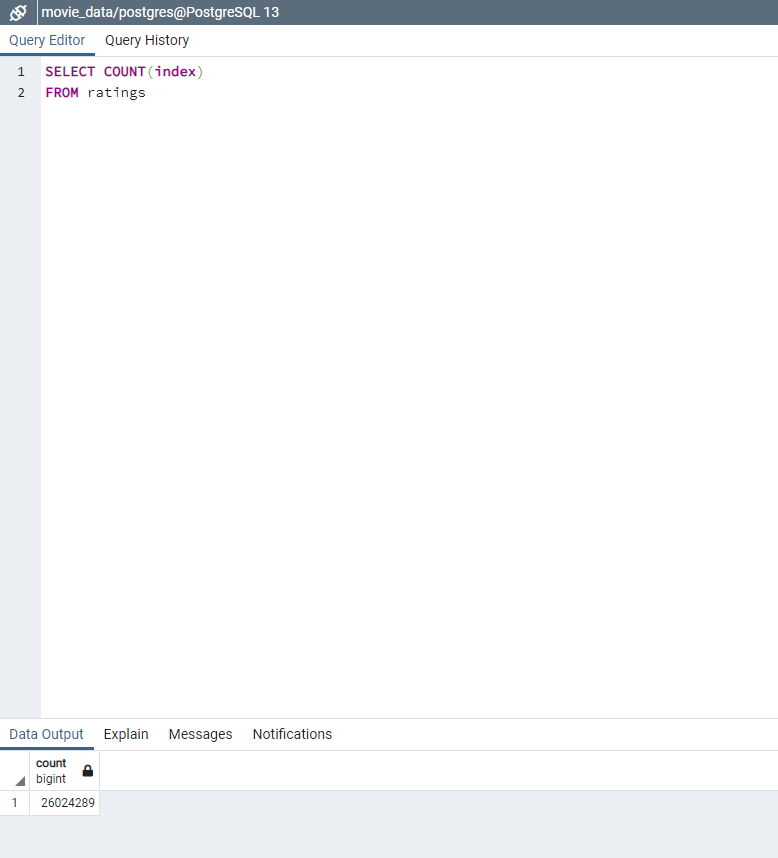 movie_data/postgres@PostgreSQL 13
Query Editor Query History
1 SELECT COUNT(index)
2 FROM ratings
Data Output Explain Messages Notifications
count
bigint
1 26024289